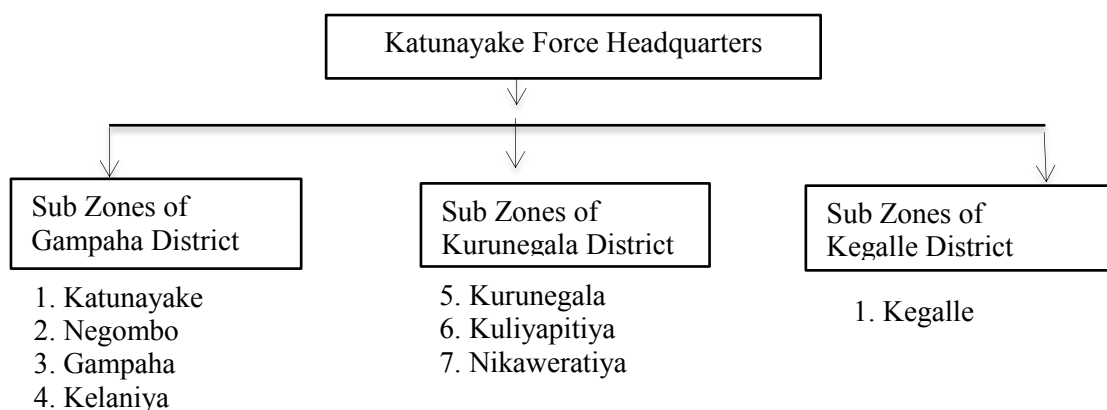 Katunayake Force Headquarters
Sub Zones of
Gampaha District
1. Katunayake
2. Negombo
3. Gampaha
4. Kelaniya
Sub Zones of
Kurunegala District
5. Kurunegala
6. Kuliyapitiya
7. Nikaweratiya
Sub Zones of
Kegalle District
1. Kegalle